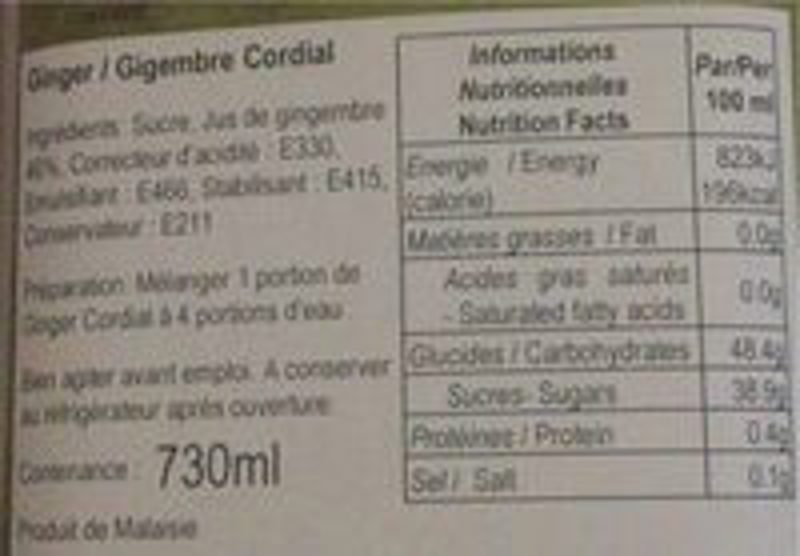 Ginger / Gigembre Cordial
Ingrédients: Sucre, Jus de gingembre
40%, Correcteur d'acidité : E330,
Emulsifiant : E466, Stabilisant : E415,
Conservateur : E211
Préparation: Mélanger 1 portion de
Ginger Cordial à 4 portions d'eau
Bien agiter avant emploi. A conserver
au réfrigérateur après ouverture
Contenance : 730ml
Produit de Malaisie
Informations
Nutritionnelles
Nutrition Facts
Par/Per
100 ml
Energie / Energy
(calorie)
823kJ
196kcal
Matières grasses / Fat 0.0g
Acides gras saturés
- Saturated fatty acids
0.0g
Glucides / Carbohydrates 48.4g
Sucres- Sugars 38.9g
Protéines / Protein 0.4g
Sel / Salt 0.1g